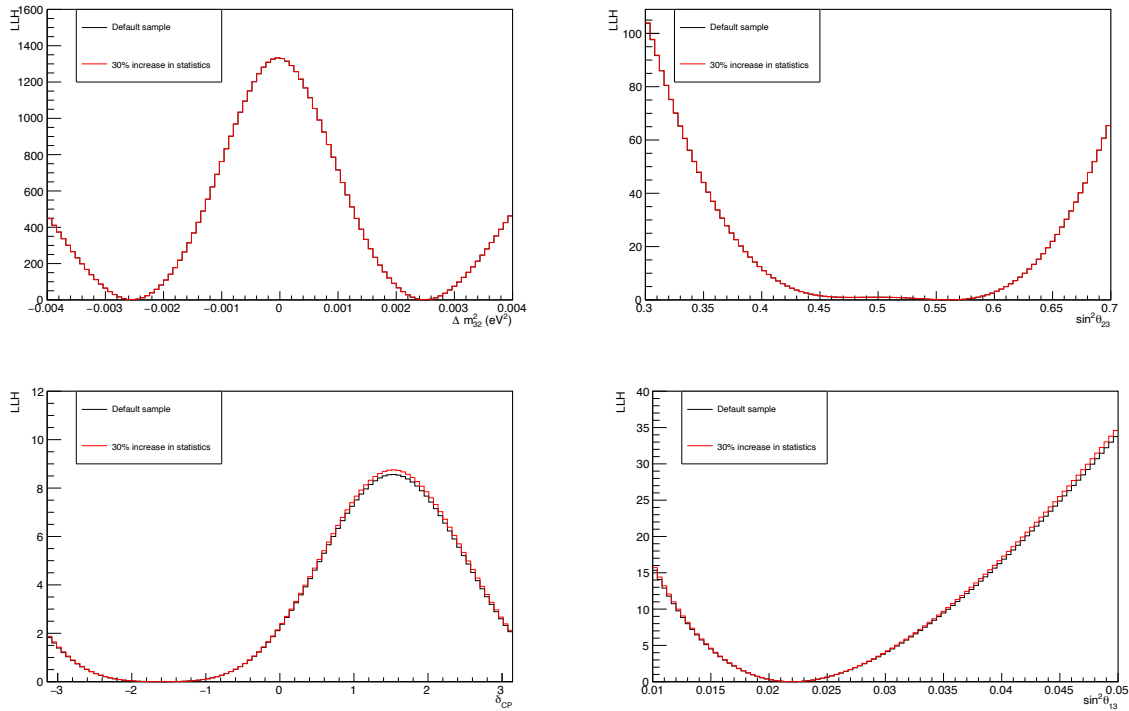 LLH
1600
1400
1200
1000
800
600
400
200
0
Default sample
30% increase in statistics
−0.004 −0.003 −0.002 −0.001 0 0.001 0.002 0.003 0.004
Δ m²₃₂ (eV²)
LLH
100
80
60
40
20
0
Default sample
30% increase in statistics
0.3 0.35 0.4 0.45 0.5 0.55 0.6 0.65 0.7
sin²θ₂₃
LLH
12
10
8
6
4
2
0
Default sample
30% increase in statistics
−3 −2 −1 0 1 2 3
δCP
LLH
40
35
30
25
20
15
10
5
0
Default sample
30% increase in statistics
0.01 0.015 0.02 0.025 0.03 0.035 0.04 0.045 0.05
sin²θ₁₃